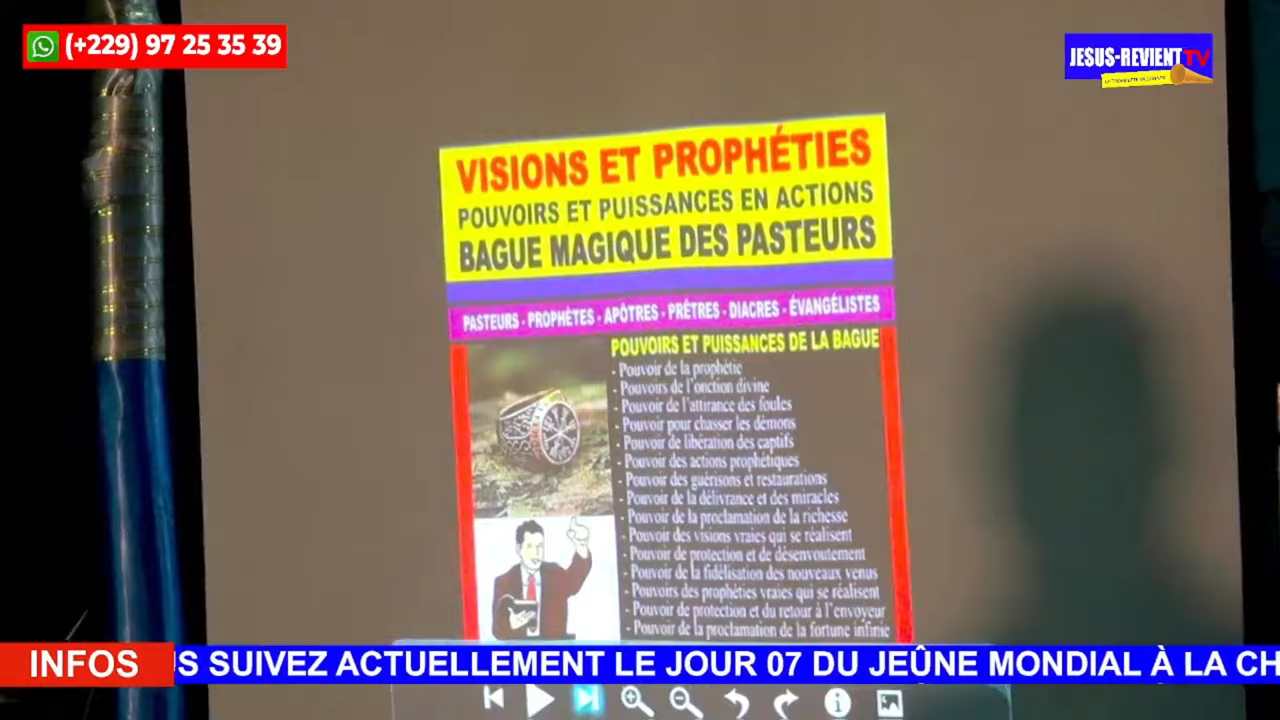 (+229) 97 25 35 39
JESUS-REVIENT TV
VISIONS ET PROPHÉTIES
POUVOIRS ET PUISSANCES EN ACTIONS
BAGUE MAGIQUE DES PASTEURS
PASTEURS - PROPHÈTES - APÔTRES - PRÊTRES - DIACRES - ÉVANGÉLISTES
POUVOIRS ET PUISSANCES DE LA BAGUE
- Pouvoir de la prophétie
- Pouvoirs de l'onction divine
- Pouvoir de l'attirance des foules
- Pouvoir pour chasser les démons
- Pouvoir de libération des captifs
- Pouvoir des actions prophétiques
- Pouvoir des guérisons et restaurations
- Pouvoir de la délivrance et des miracles
- Pouvoir de la proclamation de la richesse
- Pouvoir des visions vraies qui se réalisent
- Pouvoir de protection et de désenvoutement
- Pouvoir de la fidélisation des nouveaux venus
- Pouvoirs des prophéties vraies qui se réalisent
- Pouvoir de protection et du retour à l'envoyeur
- Pouvoir de la proclamation de la fortune infinie
INFOS
US SUIVEZ ACTUELLEMENT LE JOUR 07 DU JEÛNE MONDIAL À LA CH